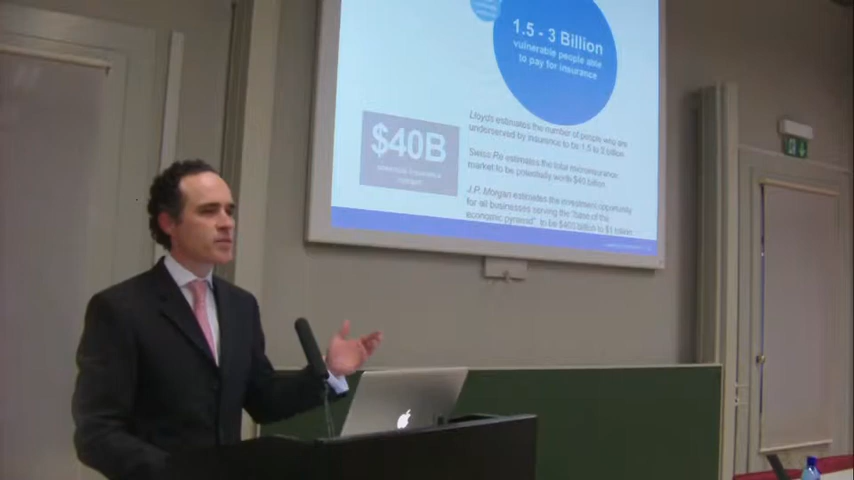 1.5 - 3 Billion
vulnerable people able
to pay for insurance
$40B
Lloyds estimates the number of people who are
underserved by insurance to be 1.5 to 3 billion
Swiss Re estimates the total microinsurance
market to be potentially worth $40 billion
J.P. Morgan estimates the investment opportunity
for all businesses serving the "base of the
economic pyramid" to be $400 billion to $1 trillion